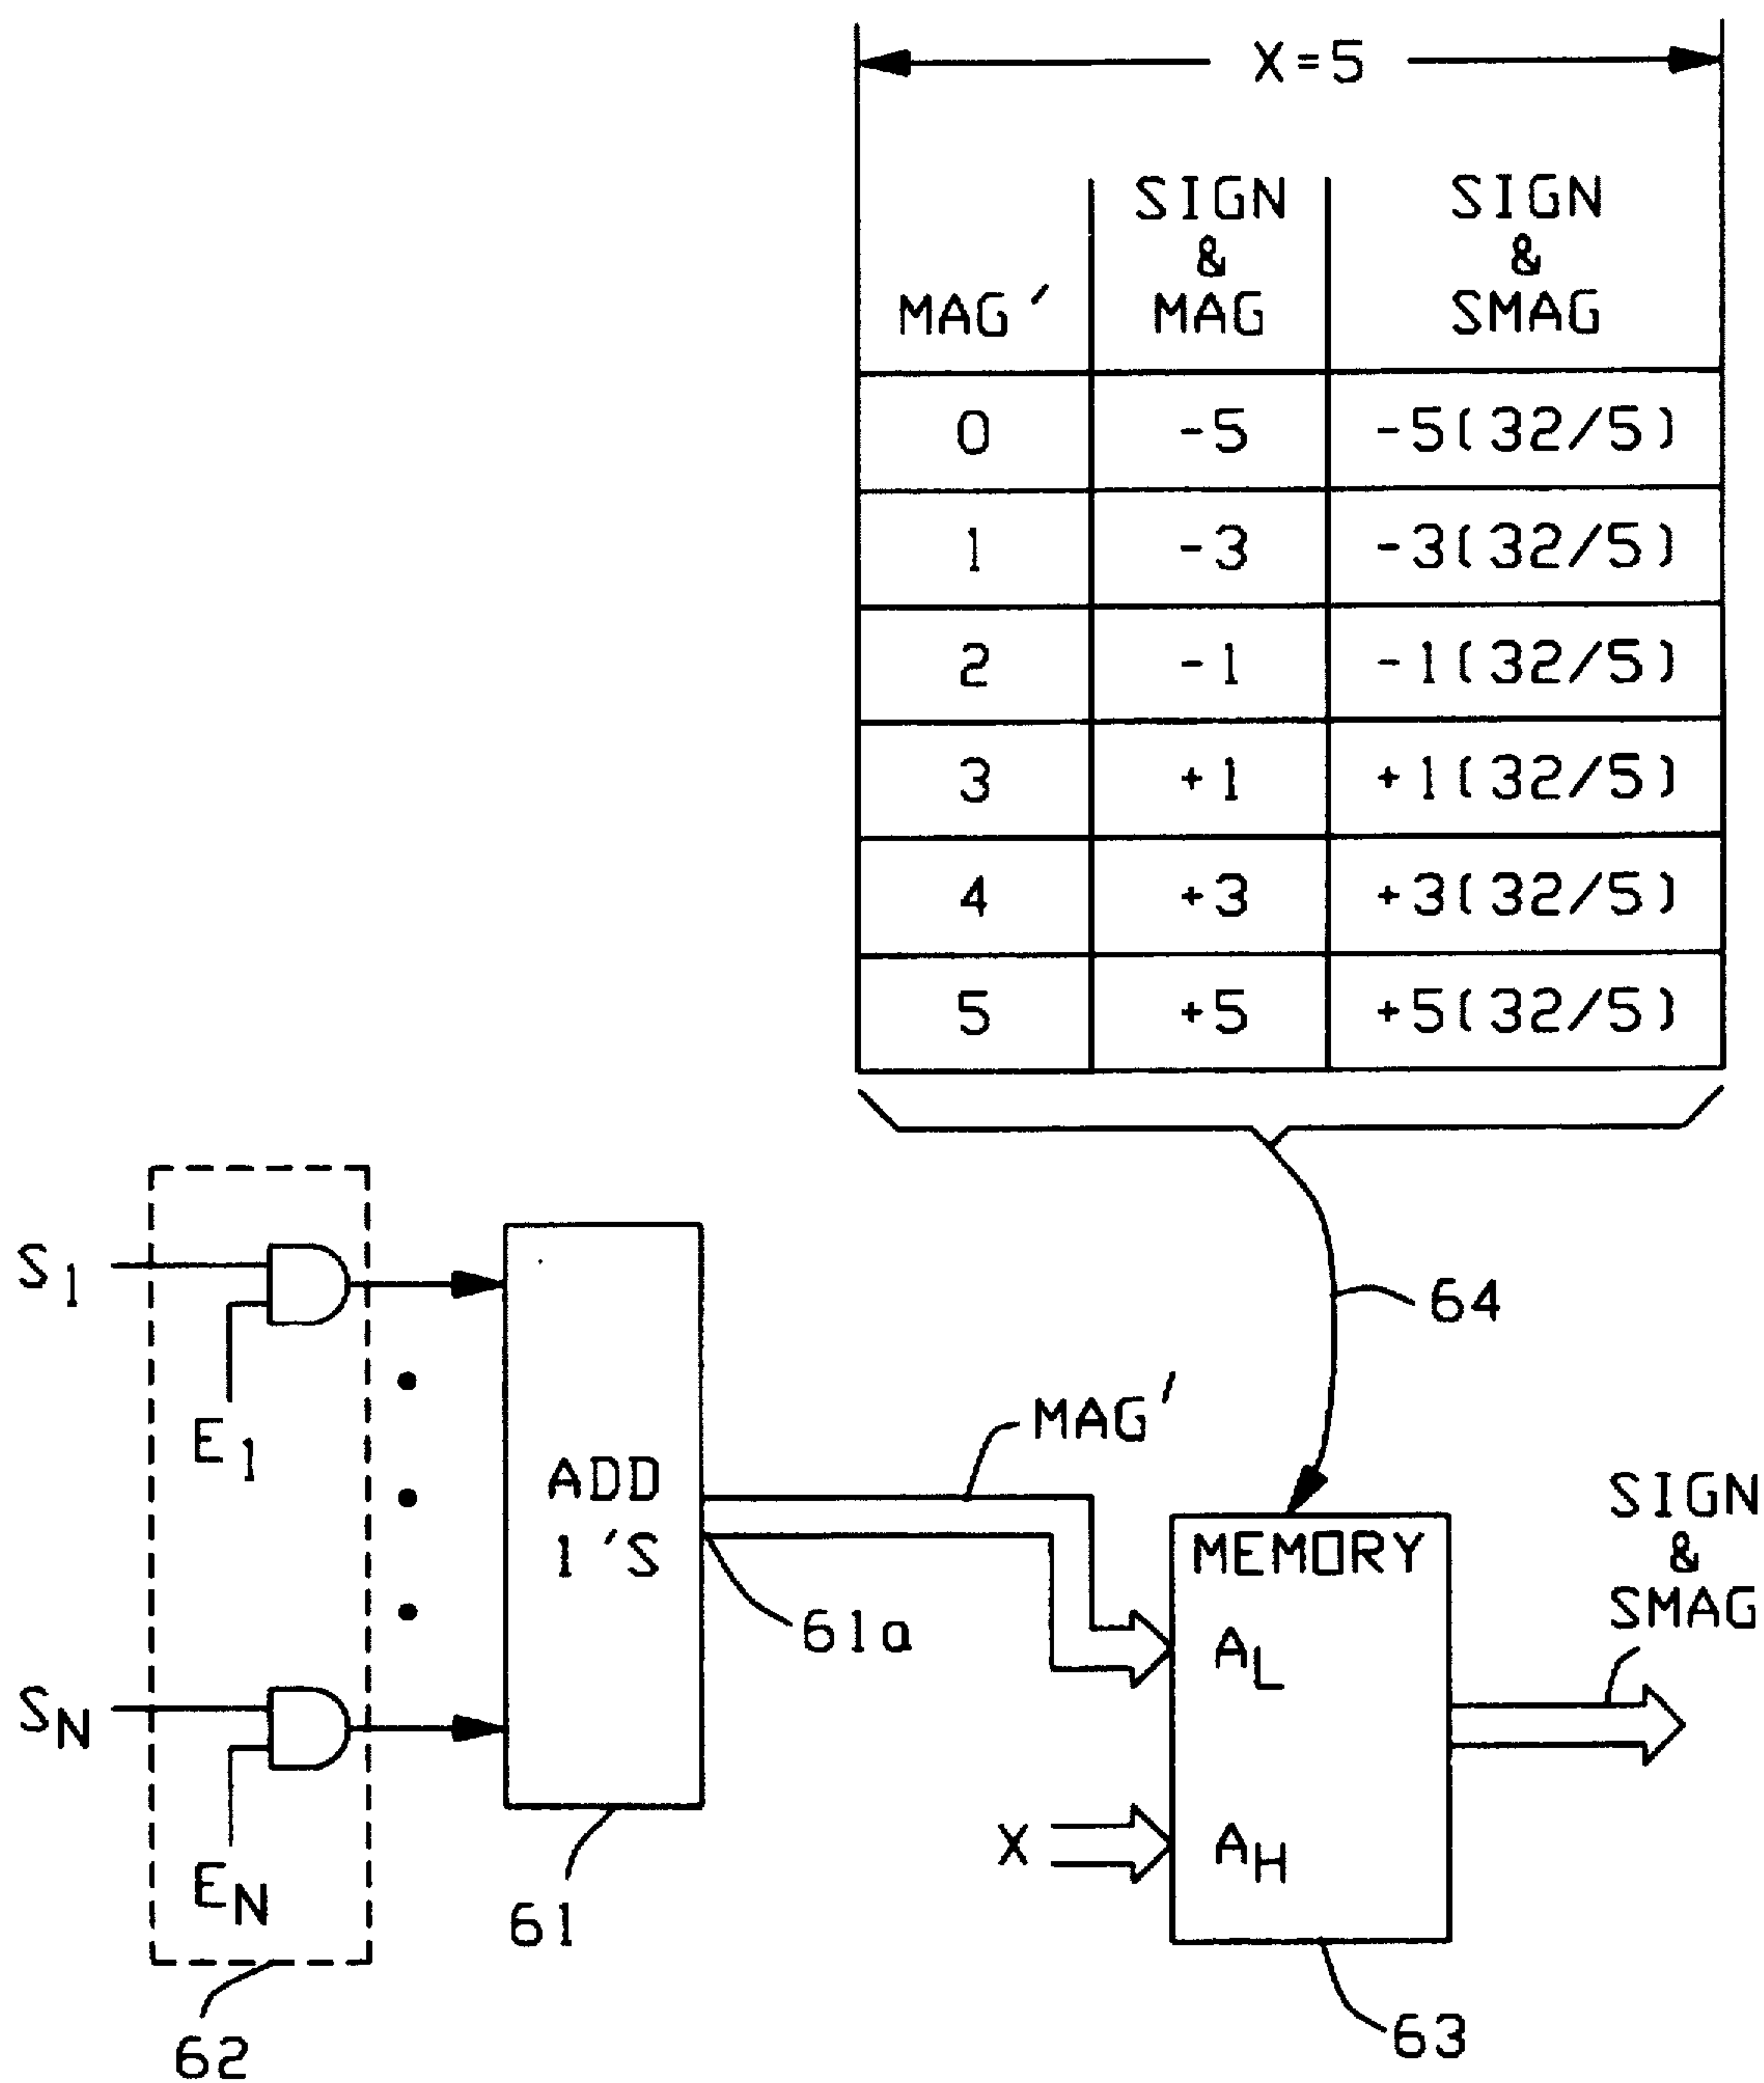 X=5
MAG' SIGN & MAG SIGN & SMAG
0 -5 -5(32/5)
1 -3 -3(32/5)
2 -1 -1(32/5)
3 +1 +1(32/5)
4 +3 +3(32/5)
5 +5 +5(32/5)
S1
E1
SN
EN
62
ADD
1'S
61
61a
MAG'
64
MEMORY
AL
X
AH
63
SIGN
&
SMAG